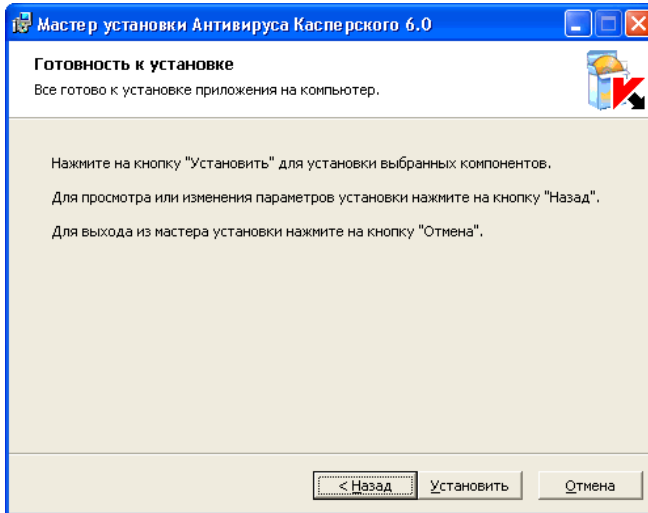 Мастер установки Антивируса Касперского 6.0
Готовность к установке
Все готово к установке приложения на компьютер.
Нажмите на кнопку "Установить" для установки выбранных компонентов.
Для просмотра или изменения параметров установки нажмите на кнопку "Назад".
Для выхода из мастера установки нажмите на кнопку "Отмена".
< Назад Установить Отмена